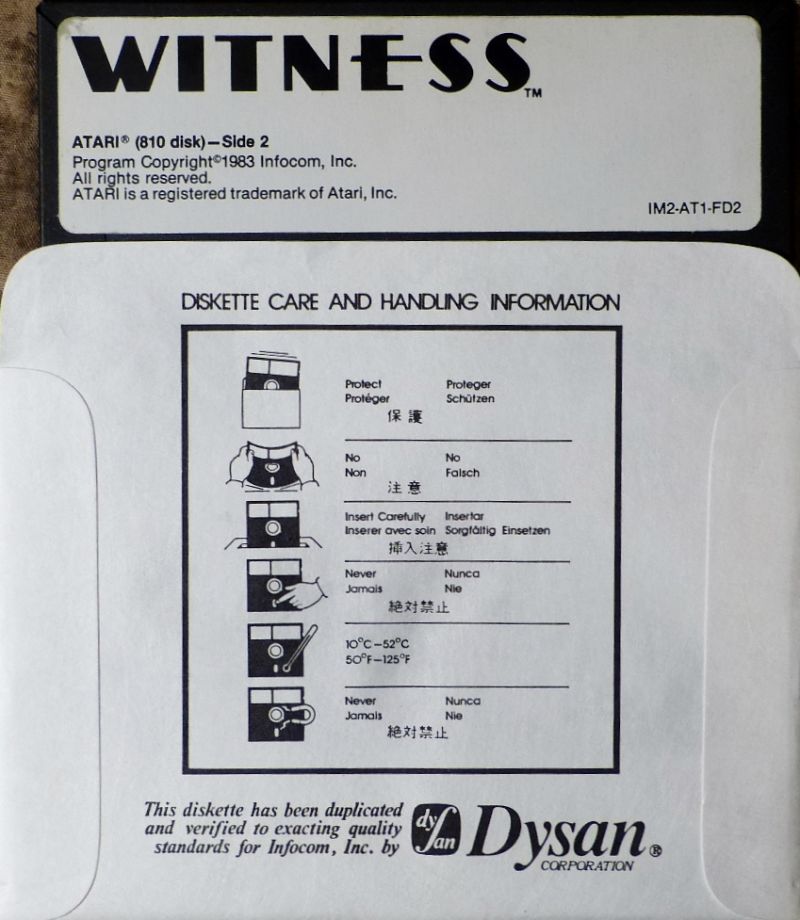 WITNESS™
ATARI® (810 disk)—Side 2
Program Copyright©1983 Infocom, Inc.
All rights reserved.
ATARI is a registered trademark of Atari, Inc.
IM2-AT1-FD2
DISKETTE CARE AND HANDLING INFORMATION
Protect Proteger
Protéger Schützen
保護
No No
Non Falsch
注意
Insert Carefully Insertar
Inserer avec soin Sorgfältig Einsetzen
挿入注意
Never Nunca
Jamais Nie
絶対禁止
10°C–52°C
50°F–125°F
Never Nunca
Jamais Nie
絶対禁止
This diskette has been duplicated
and verified to exacting quality
standards for Infocom, Inc. by
dysan
Dysan®
CORPORATION